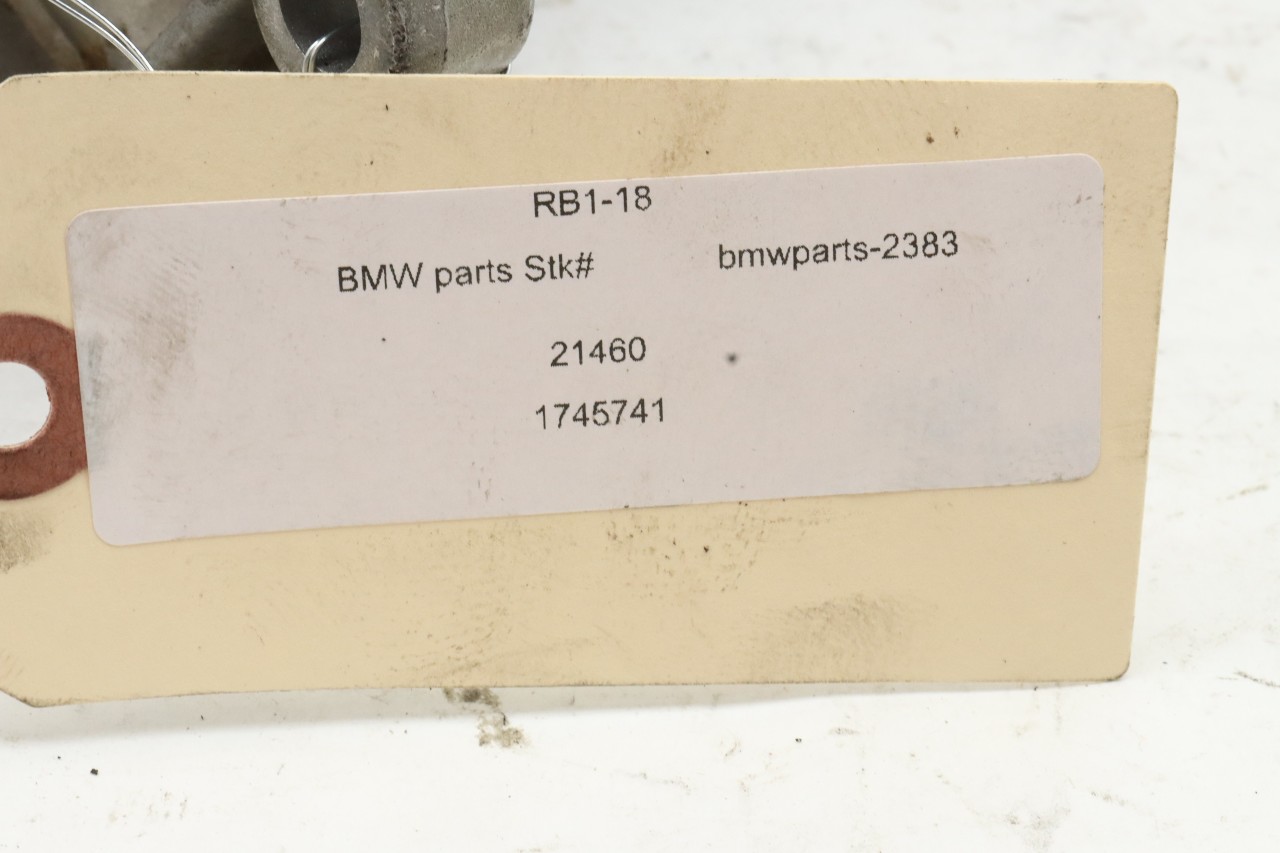 RB1-18
BMW parts Stk# bmwparts-2383
21460
1745741